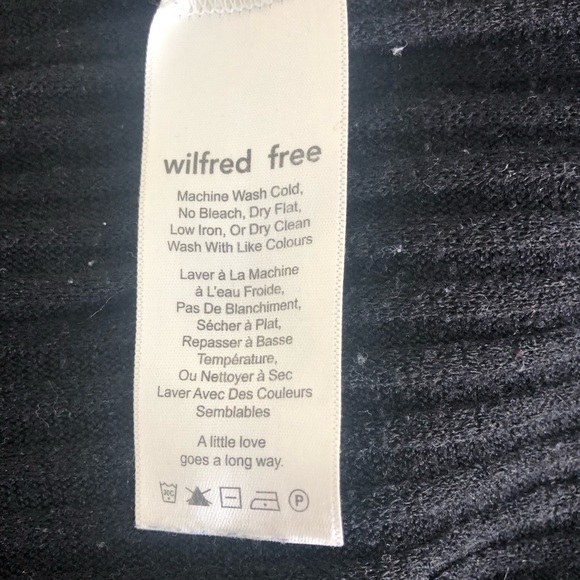 wilfred free
Machine Wash Cold,
No Bleach, Dry Flat,
Low Iron, Or Dry Clean
Wash With Like Colours
Laver à La Machine
à L'eau Froide,
Pas De Blanchiment,
Sécher à Plat,
Repasser à Basse
Température,
Ou Nettoyer à Sec
Laver Avec Des Couleurs
Semblables
A little love
goes a long way.
30C P